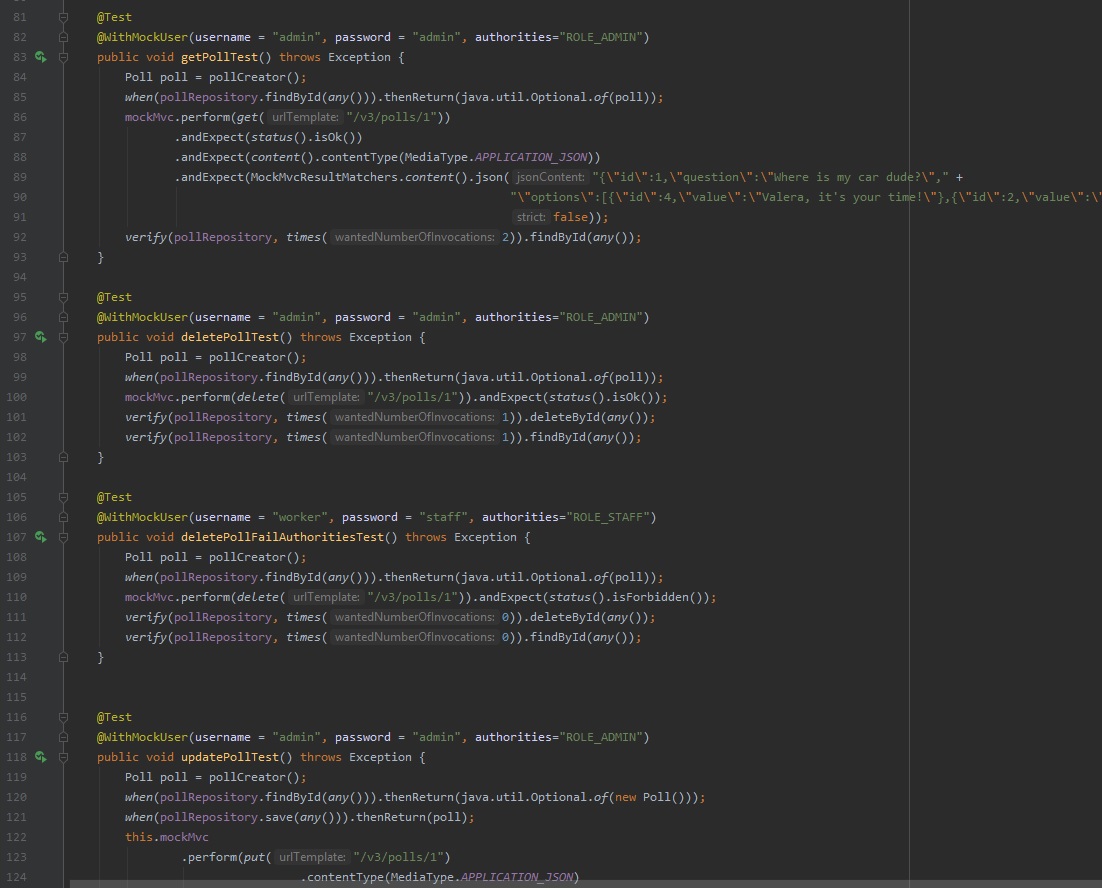 81 @Test
82 @WithMockUser(username = "admin", password = "admin", authorities="ROLE_ADMIN")
83 public void getPollTest() throws Exception {
84 Poll poll = pollCreator();
85 when(pollRepository.findById(any())).thenReturn(java.util.Optional.of(poll));
86 mockMvc.perform(get( urlTemplate: "/v3/polls/1"))
87 .andExpect(status().isOk())
88 .andExpect(content().contentType(MediaType.APPLICATION_JSON))
89 .andExpect(MockMvcResultMatchers.content().json( jsonContent: "{\"id\":1,\"question\":\"Where is my car dude?\"," +
90 "\"options\":[{\"id\":4,\"value\":\"Valera, it's your time!\"},{\"id\":2,\"value\":\"
91 strict: false));
92 verify(pollRepository, times( wantedNumberOfInvocations: 2)).findById(any());
93 }
94
95 @Test
96 @WithMockUser(username = "admin", password = "admin", authorities="ROLE_ADMIN")
97 public void deletePollTest() throws Exception {
98 Poll poll = pollCreator();
99 when(pollRepository.findById(any())).thenReturn(java.util.Optional.of(poll));
100 mockMvc.perform(delete( urlTemplate: "/v3/polls/1")).andExpect(status().isOk());
101 verify(pollRepository, times( wantedNumberOfInvocations: 1)).deleteById(any());
102 verify(pollRepository, times( wantedNumberOfInvocations: 1)).findById(any());
103 }
104
105 @Test
106 @WithMockUser(username = "worker", password = "staff", authorities="ROLE_STAFF")
107 public void deletePollFailAuthoritiesTest() throws Exception {
108 Poll poll = pollCreator();
109 when(pollRepository.findById(any())).thenReturn(java.util.Optional.of(poll));
110 mockMvc.perform(delete( urlTemplate: "/v3/polls/1")).andExpect(status().isForbidden());
111 verify(pollRepository, times( wantedNumberOfInvocations: 0)).deleteById(any());
112 verify(pollRepository, times( wantedNumberOfInvocations: 0)).findById(any());
113 }
114
115
116 @Test
117 @WithMockUser(username = "admin", password = "admin", authorities="ROLE_ADMIN")
118 public void updatePollTest() throws Exception {
119 Poll poll = pollCreator();
120 when(pollRepository.findById(any())).thenReturn(java.util.Optional.of(new Poll()));
121 when(pollRepository.save(any())).thenReturn(poll);
122 this.mockMvc
123 .perform(put( urlTemplate: "/v3/polls/1")
124 .contentType(MediaType.APPLICATION_JSON)